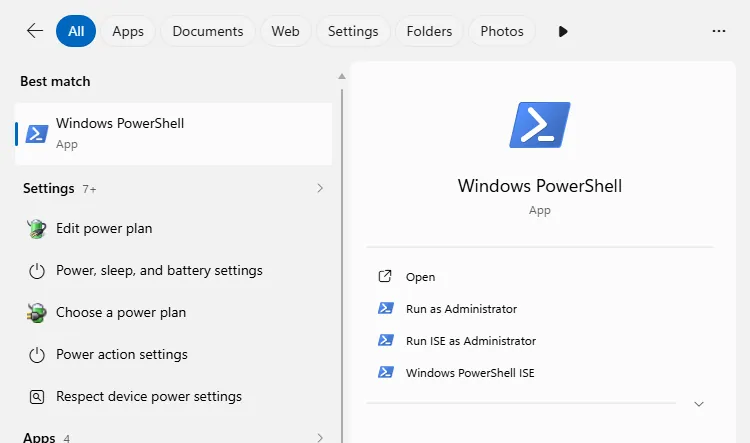 All Apps Documents Web Settings Folders Photos
Best match
Windows PowerShell
App
Settings 7+
Edit power plan
Power, sleep, and battery settings
Choose a power plan
Power action settings
Respect device power settings
Apps 4
Windows PowerShell
App
Open
Run as Administrator
Run ISE as Administrator
Windows PowerShell ISE